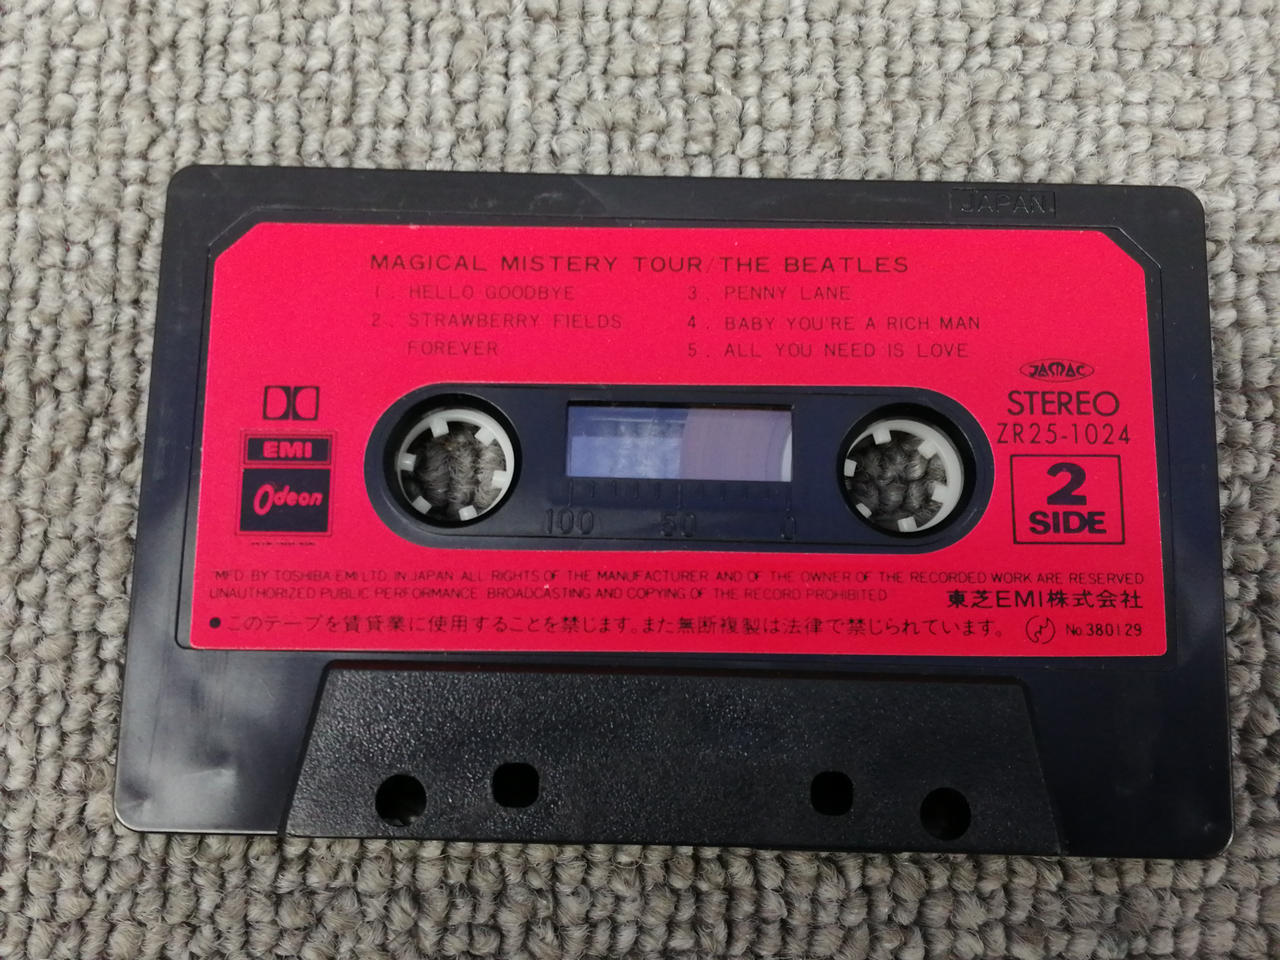 JAPAN
MAGICAL MISTERY TOUR/THE BEATLES
1. HELLO GOODBYE
2. STRAWBERRY FIELDS
FOREVER
3. PENNY LANE
4. BABY YOU'RE A RICH MAN
5. ALL YOU NEED IS LOVE
JASRAC
STEREO
ZR25-1024
2
SIDE
EMI
Odeon
100 50 0
MFD. BY TOSHIBA-EMI LTD. IN JAPAN ALL RIGHTS OF THE MANUFACTURER AND OF THE OWNER OF THE RECORDED WORK ARE RESERVED
UNAUTHORIZED PUBLIC PERFORMANCE BROADCASTING AND COPYING OF THE RECORD PROHIBITED
東芝EMI株式会社
●このテープを賃貸業に使用することを禁じます。また無断複製は法律で禁じられています。
No.380129